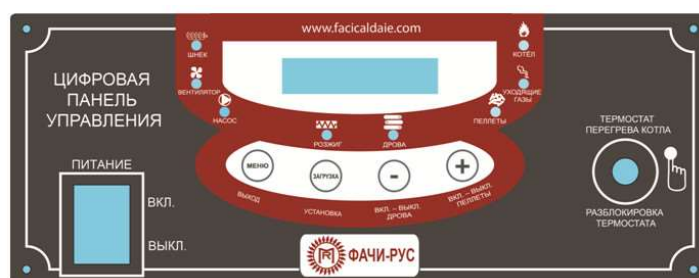 www.facicaldaie.com
ШНЕК
ВЕНТИЛЯТОР
НАСОС
КОТЁЛ
УХОДЯЩИЕ
ГАЗЫ
ПЕЛЛЕТЫ
РОЗЖИГ
ДРОВА
ЦИФРОВАЯ
ПАНЕЛЬ
УПРАВЛЕНИЯ
ПИТАНИЕ
ВКЛ.
ВЫКЛ.
МЕНЮ
ЗАГРУЗКА
-
+
ВЫХОД
УСТАНОВКА
ВКЛ. – ВЫКЛ.
ДРОВА
ВКЛ. – ВЫКЛ.
ПЕЛЛЕТЫ
ТЕРМОСТАТ
ПЕРЕГРЕВА КОТЛА
РАЗБЛОКИРОВКА
ТЕРМОСТАТА
ФАЧИ-РУС